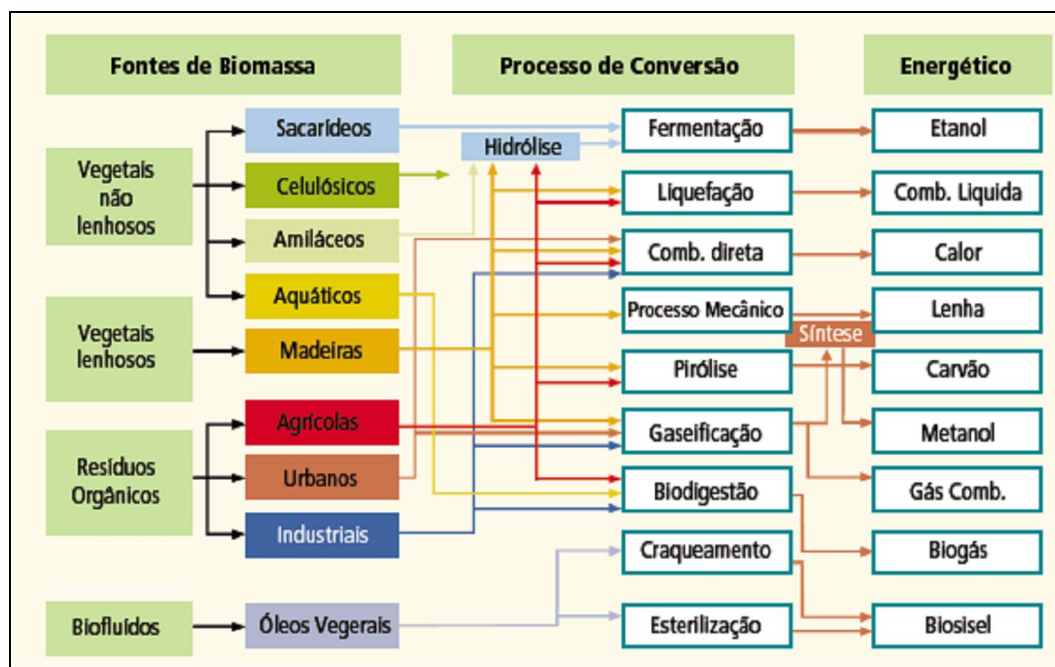 Fontes de Biomassa
Processo de Conversão
Energético
Vegetais
não
lenhosos
Vegetais
lenhosos
Resíduos
Orgânicos
Biofluídos
Sacarídeos
Celulósicos
Amiláceos
Aquáticos
Madeiras
Agrícolas
Urbanos
Industriais
Óleos Vegerais
Hidrólise
Fermentação
Liquefação
Comb. direta
Processo Mecânico
Síntese
Pirólise
Gaseificação
Biodigestão
Craqueamento
Esterilização
Etanol
Comb. Liquida
Calor
Lenha
Carvão
Metanol
Gás Comb.
Biogás
Biosisel